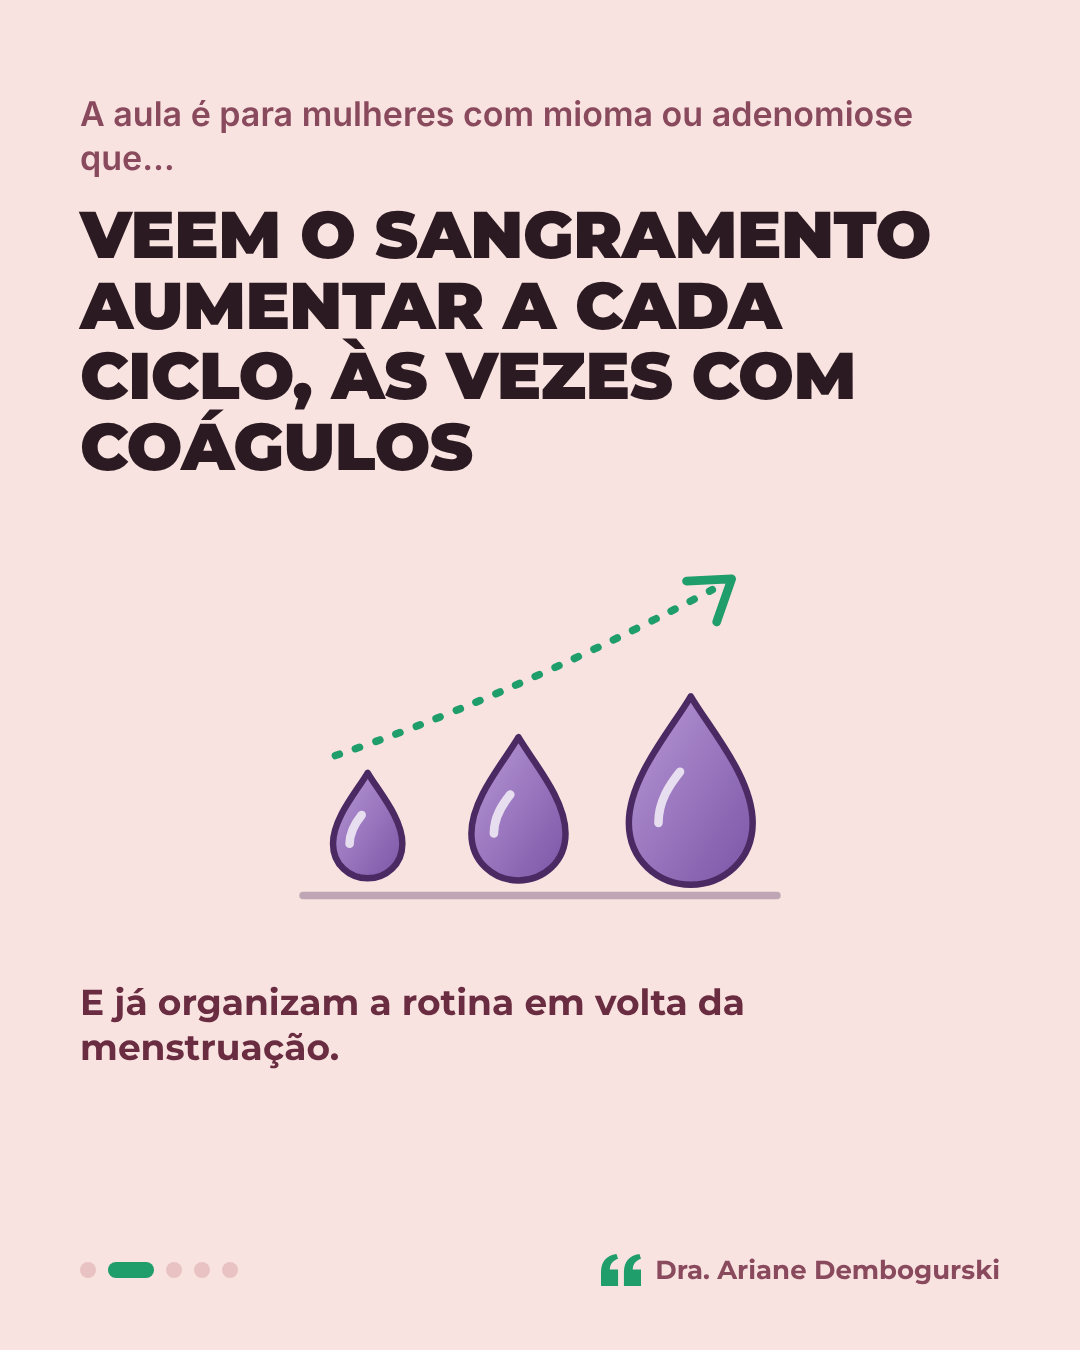 A aula é para mulheres com mioma ou adenomiose
que...
VEEM O SANGRAMENTO
AUMENTAR A CADA
CICLO, ÀS VEZES COM
COÁGULOS
E já organizam a rotina em volta da
menstruação.
Dra. Ariane Dembogurski